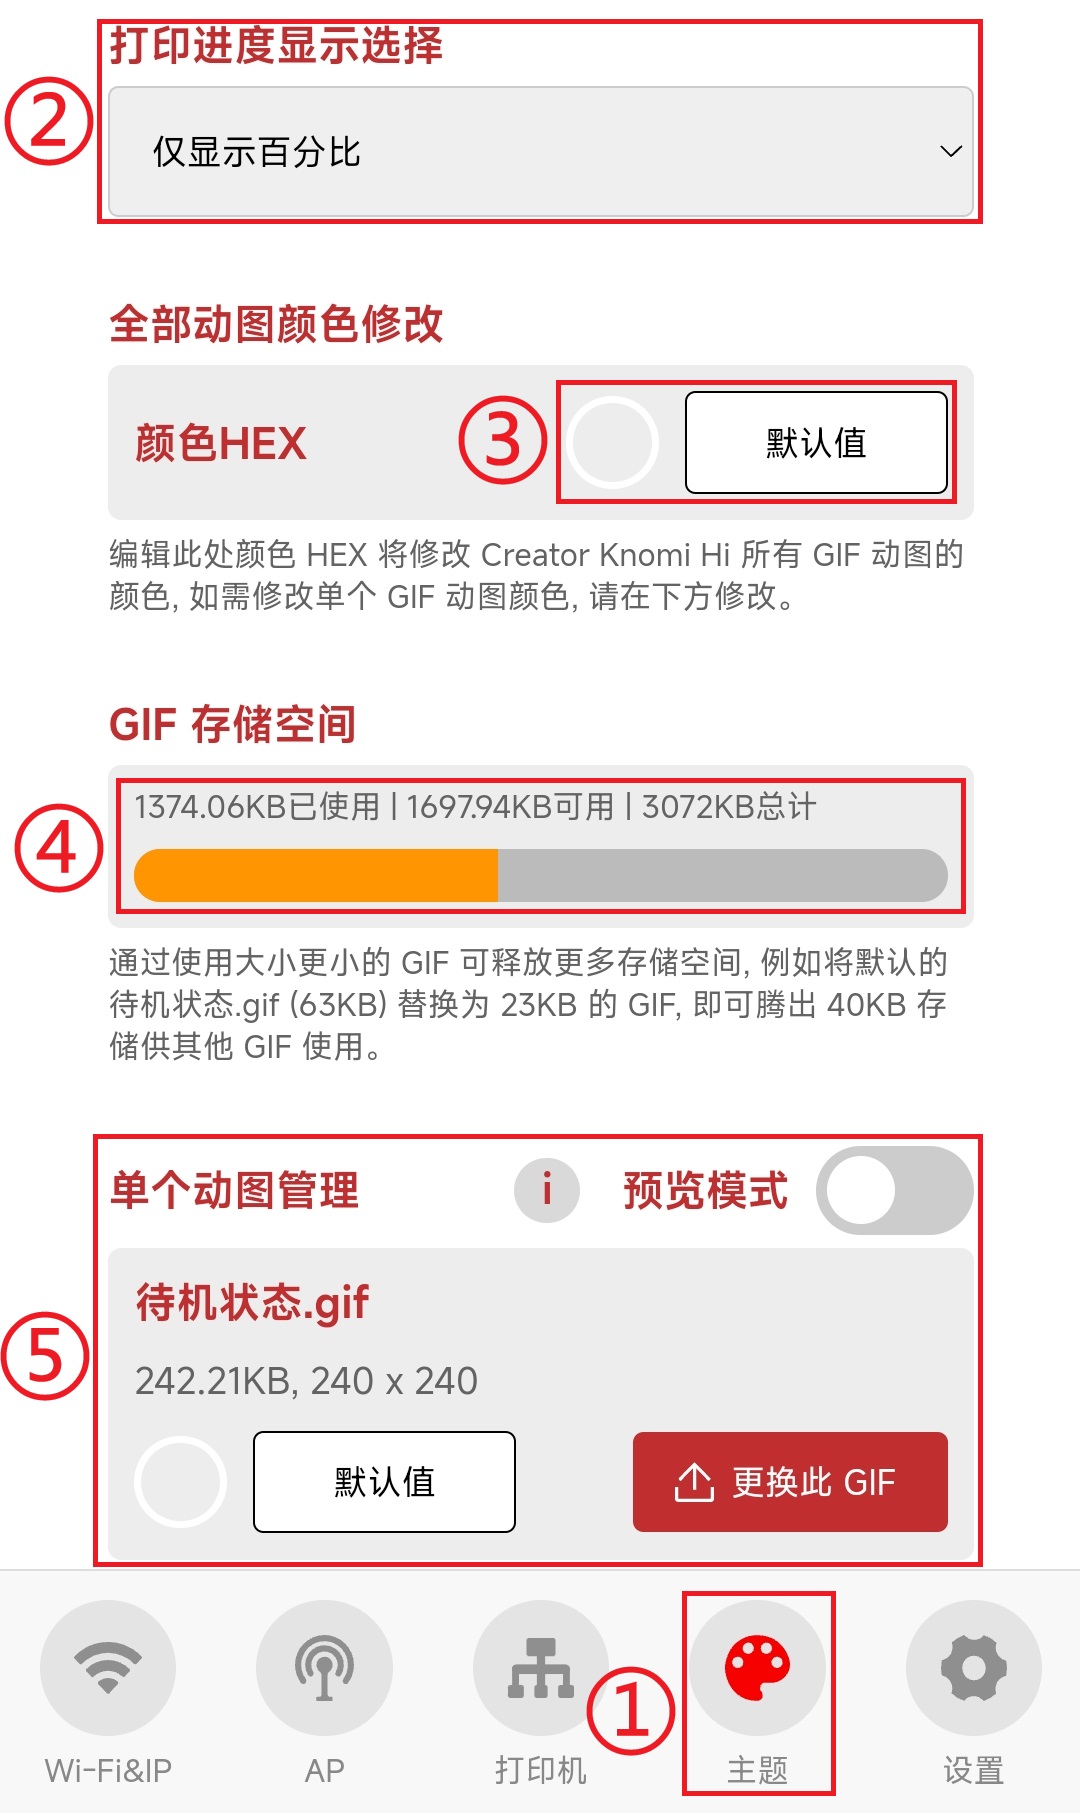 打印进度显示选择
②
仅显示百分比
全部动图颜色修改
颜色HEX
③
默认值
编辑此处颜色 HEX 将修改 Creator Knomi Hi 所有 GIF 动图的
颜色, 如需修改单个 GIF 动图颜色, 请在下方修改。
GIF 存储空间
④
1374.06KB已使用 | 1697.94KB可用 | 3072KB总计
通过使用大小更小的 GIF 可释放更多存储空间, 例如将默认的
待机状态.gif (63KB) 替换为 23KB 的 GIF, 即可腾出 40KB 存
储供其他 GIF 使用。
单个动图管理 i 预览模式
⑤
待机状态.gif
242.21KB, 240 x 240
默认值 更换此 GIF
①
Wi-Fi&IP AP 打印机 主题 设置